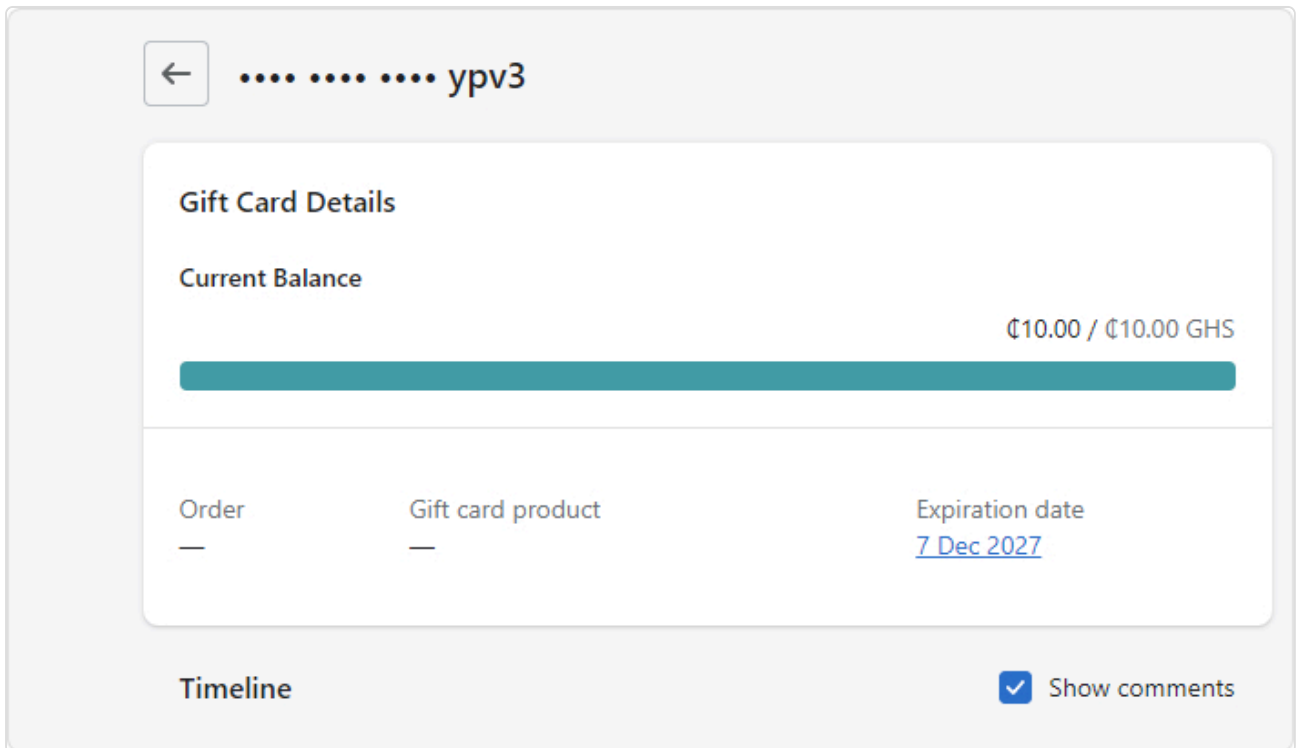 •••• •••• •••• ypv3
Gift Card Details
Current Balance
₵10.00 / ₵10.00 GHS
Order Gift card product Expiration date
— — 7 Dec 2027
Timeline Show comments